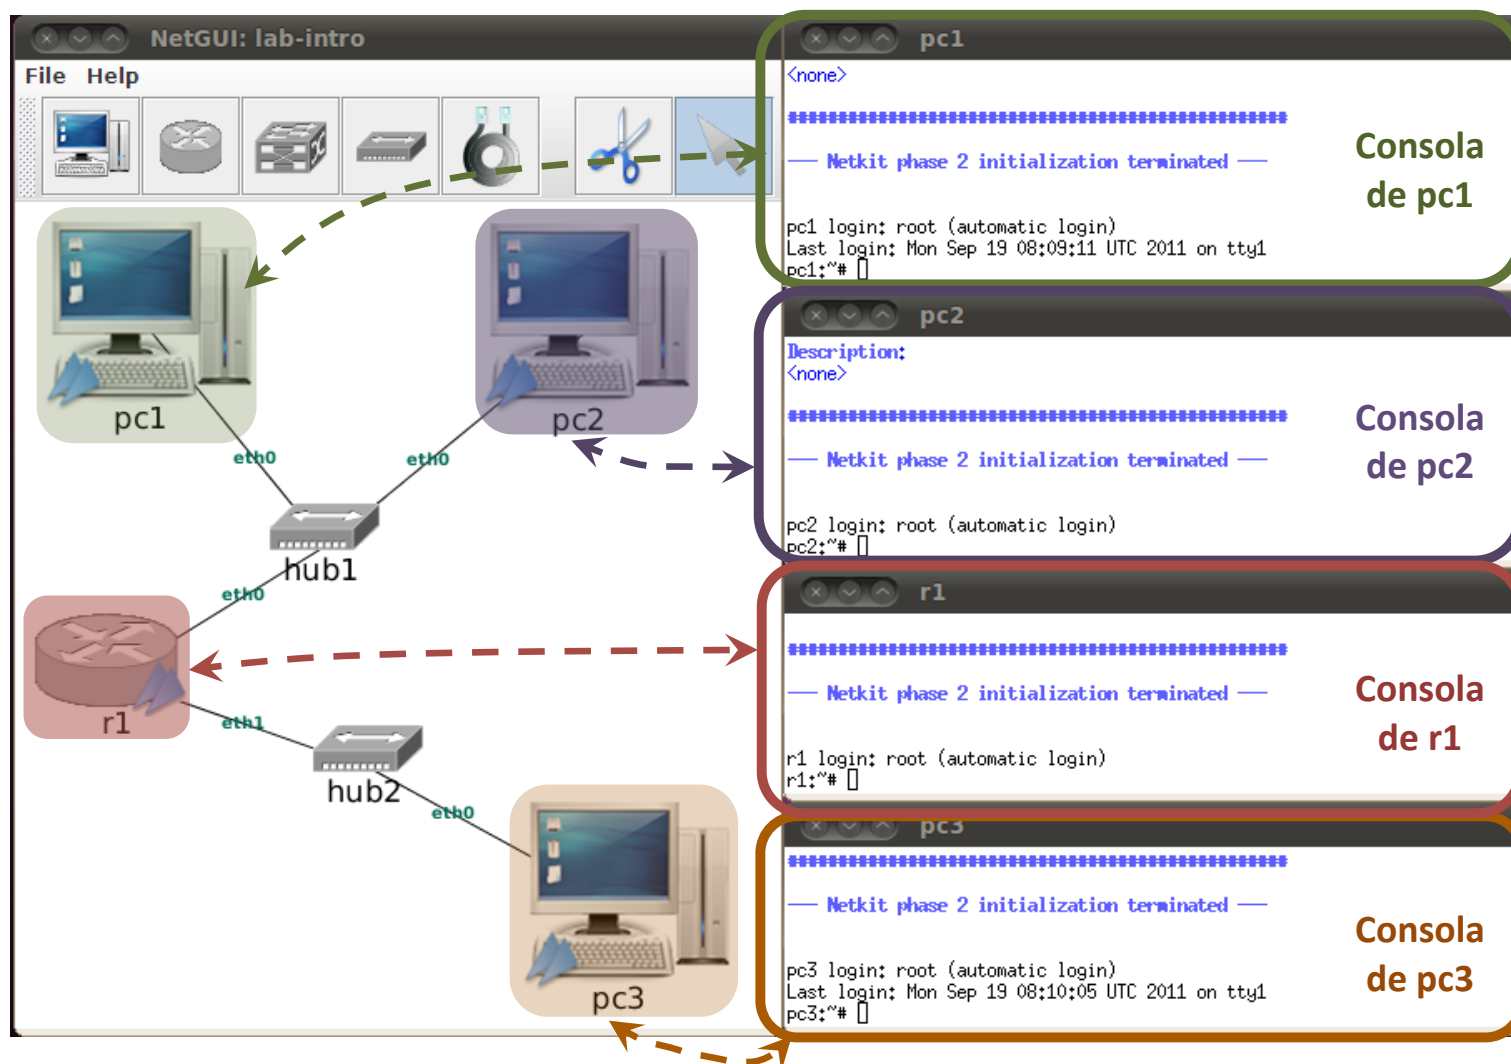 NetGUI: lab-intro
File Help
pc1
eth0
pc2
eth0
hub1
eth0
r1
eth1
hub2
eth0
pc3
pc1
<none>
################################################
--- Netkit phase 2 initialization terminated ---
pc1 login: root (automatic login)
Last login: Mon Sep 19 08:09:11 UTC 2011 on tty1
pc1:~#
Consola
de pc1
pc2
Description:
<none>
################################################
--- Netkit phase 2 initialization terminated ---
pc2 login: root (automatic login)
pc2:~#
Consola
de pc2
r1
################################################
--- Netkit phase 2 initialization terminated ---
r1 login: root (automatic login)
r1:~#
Consola
de r1
pc3
################################################
--- Netkit phase 2 initialization terminated ---
pc3 login: root (automatic login)
Last login: Mon Sep 19 08:10:05 UTC 2011 on tty1
pc3:~#
Consola
de pc3